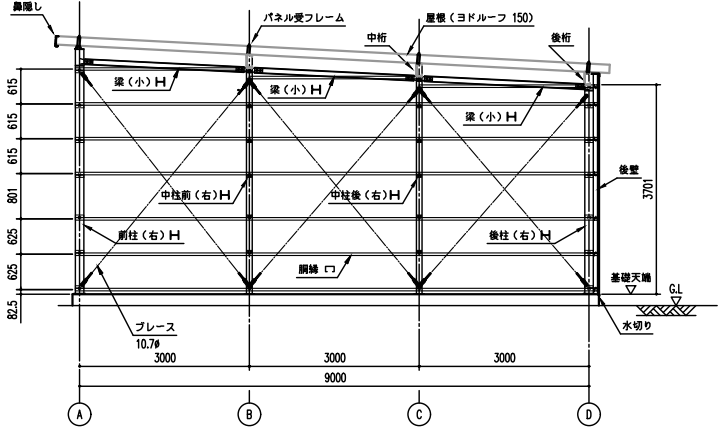 鼻隠し
パネル受フレーム
屋根(ヨドルーフ 150)
中桁
後桁
梁(小)H
梁(小)H
梁(小)H
615
615
615
801
625
625
82.5
中柱前(右)H
中柱後(右)H
後壁
3701
前柱(右)H
後柱(右)H
胴縁
基礎天端
G.L
ブレース
10.7φ
水切り
3000
3000
3000
9000
A
B
C
D